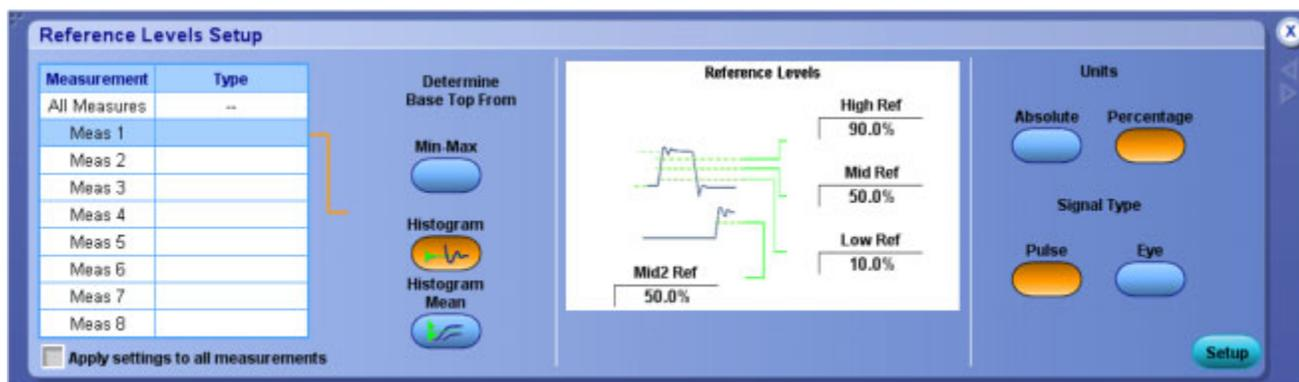 Reference Levels Setup
X
Measurement Type
All Measures --
Meas 1
Meas 2
Meas 3
Meas 4
Meas 5
Meas 6
Meas 7
Meas 8
Apply settings to all measurements
Determine
Base Top From
Min-Max
Histogram
Histogram
Mean
Reference Levels
High Ref
90.0%
Mid Ref
50.0%
Low Ref
10.0%
Mid2 Ref
50.0%
Units
Absolute Percentage
Signal Type
Pulse Eye
Setup